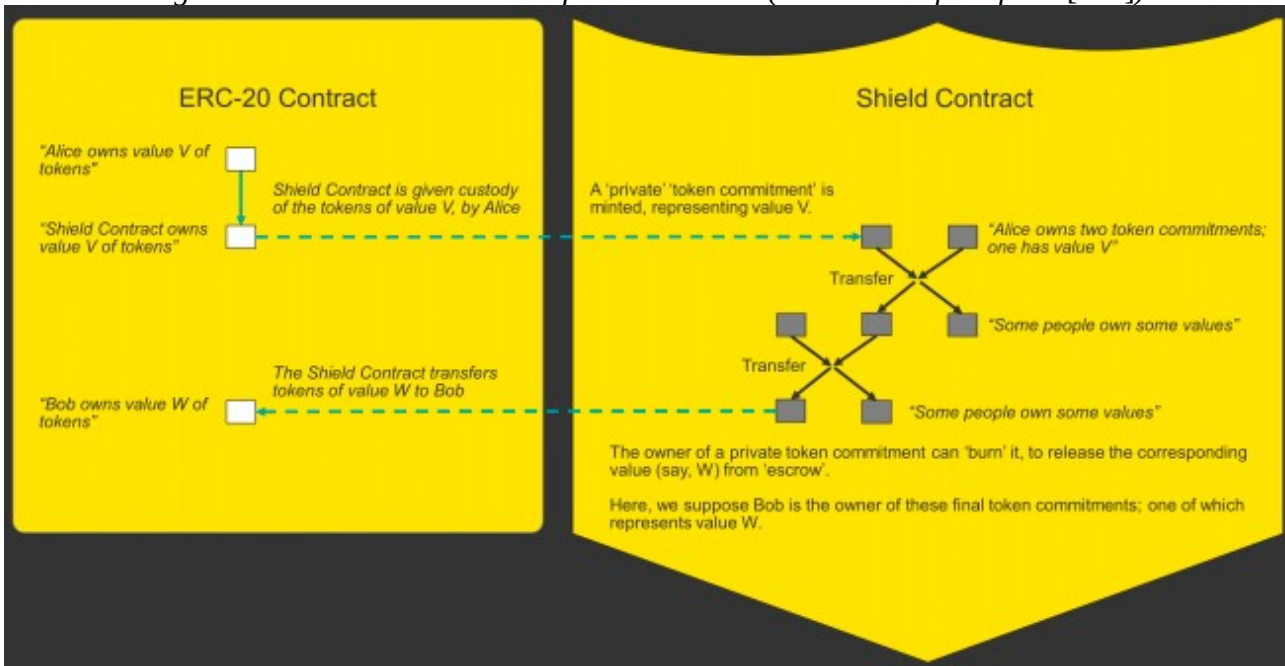 ERC-20 Contract
"Alice owns value V of
tokens"
Shield Contract is given custody
of the tokens of value V, by Alice
"Shield Contract owns
value V of tokens"
The Shield Contract transfers
tokens of value W to Bob
"Bob owns value W of
tokens"
Shield Contract
A 'private' 'token commitment' is
minted, representing value V.
"Alice owns two token commitments;
one has value V"
Transfer
"Some people own some values"
Transfer
"Some people own some values"
The owner of a private token commitment can 'burn' it, to release the corresponding
value (say, W) from 'escrow'.
Here, we suppose Bob is the owner of these final token commitments; one of which
represents value W.